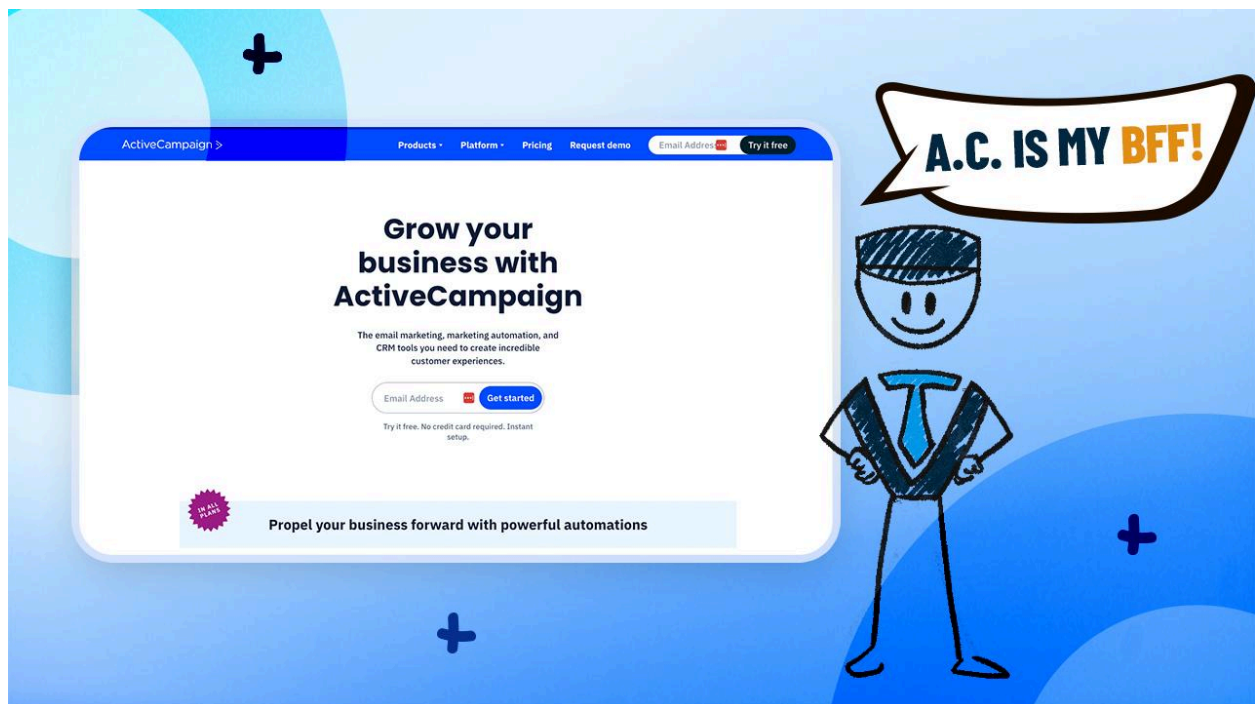 ActiveCampaign >
Products Platform Pricing Request demo Email Addres Try it free
A.C. IS MY BFF!
Grow your
business with
ActiveCampaign
The email marketing, marketing automation, and
CRM tools you need to create incredible
customer experiences.
Email Address Get started
Try it free. No credit card required. Instant
setup.
IN ALL
PLANS
Propel your business forward with powerful automations